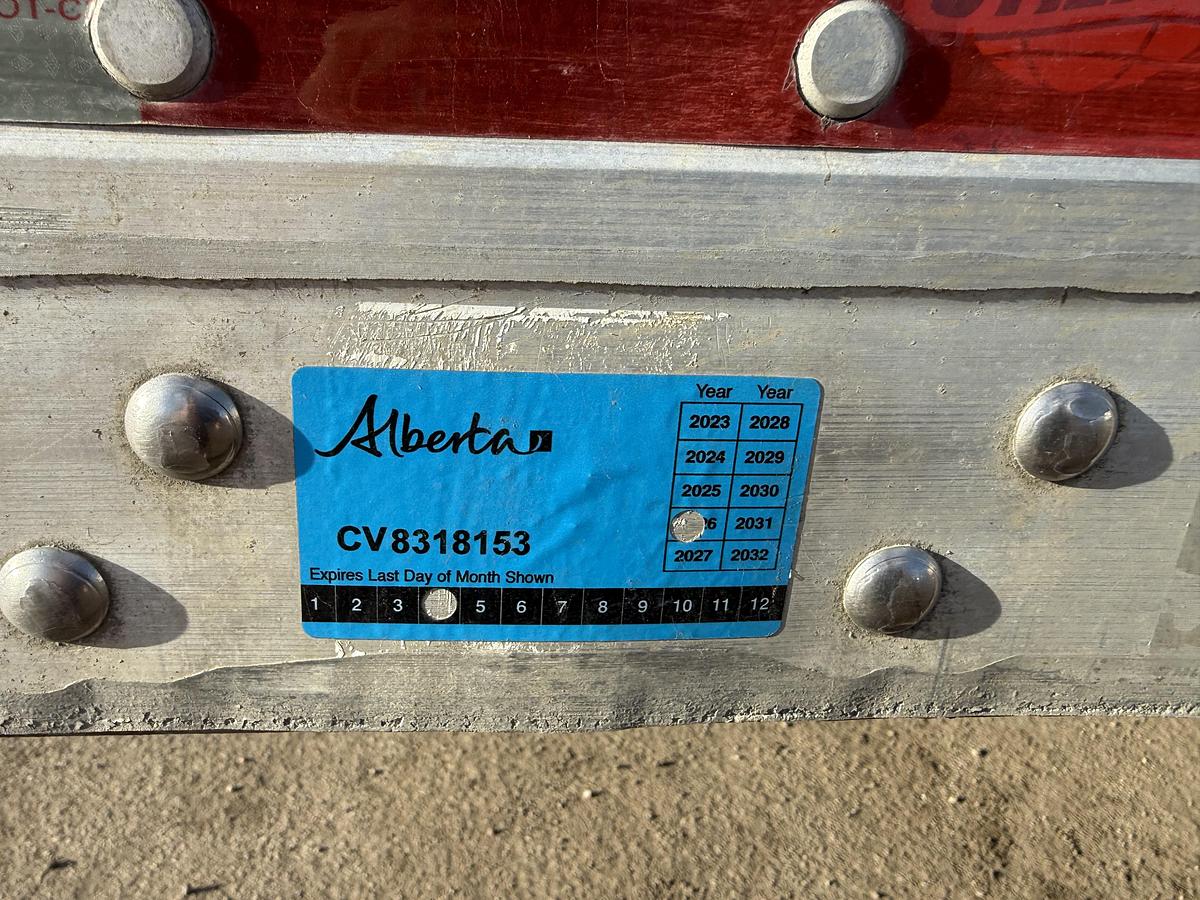 Alberta
Year Year
2023 2028
2024 2029
2025 2030
6 2031
2027 2032
CV8318153
Expires Last Day of Month Shown
1 2 3 5 6 7 8 9 10 11 12